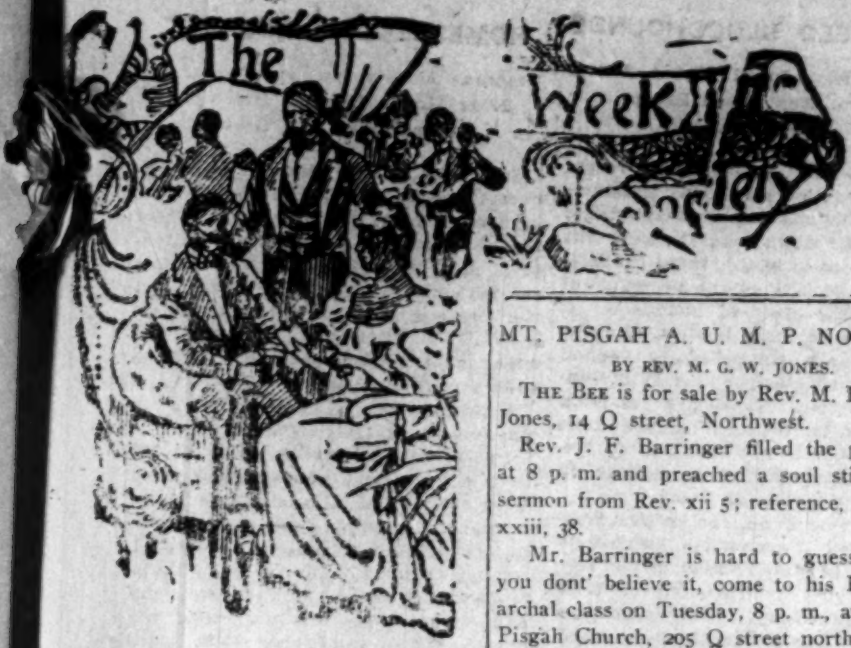 The
Week In
Society
MT. PISGAH A. U. M. P. NO
BY REV. M. G. W. JONES.
THE BEE is for sale by Rev. M.
Jones, 14 Q street, Northwest.
Rev. J. F. Barringer filled the
at 8 p. m. and preached a soul sti
sermon from Rev. xii 5; reference,
xxiii, 38.
Mr. Barringer is hard to guess
you dont' believe it, come to his
archal class on Tuesday, 8 p. m., a
Pisgah Church, 205 Q street north